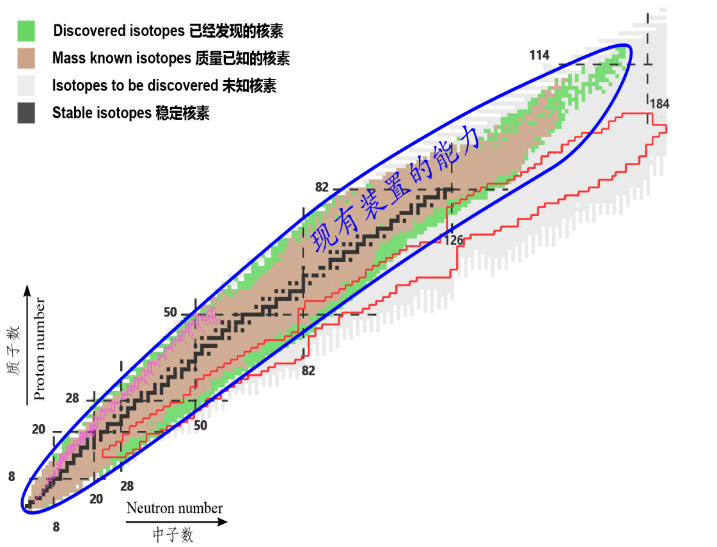 Discovered isotopes 已经发现的核素
Mass known isotopes 质量已知的核素
Isotopes to be discovered 未知核素
Stable isotopes 稳定核素
114
184
82
现有装置的能力
126
50
82
28
50
20
8
28
20
8
质子数
Proton number
Neutron number
中子数